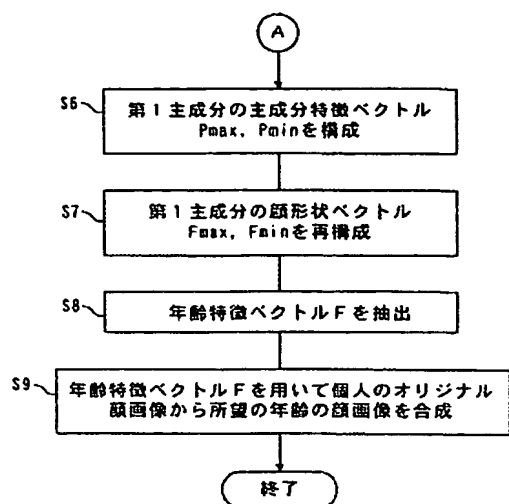 A
S6
第1主成分の主成分特徴ベクトル
Pmax, Pminを構成
S7
第1主成分の顔形状ベクトル
Fmax, Fminを再構成
S8
年齢特徴ベクトルFを抽出
S9
年齢特徴ベクトルFを用いて個人のオリジナル
顔画像から所望の年齢の顔画像を合成
終了